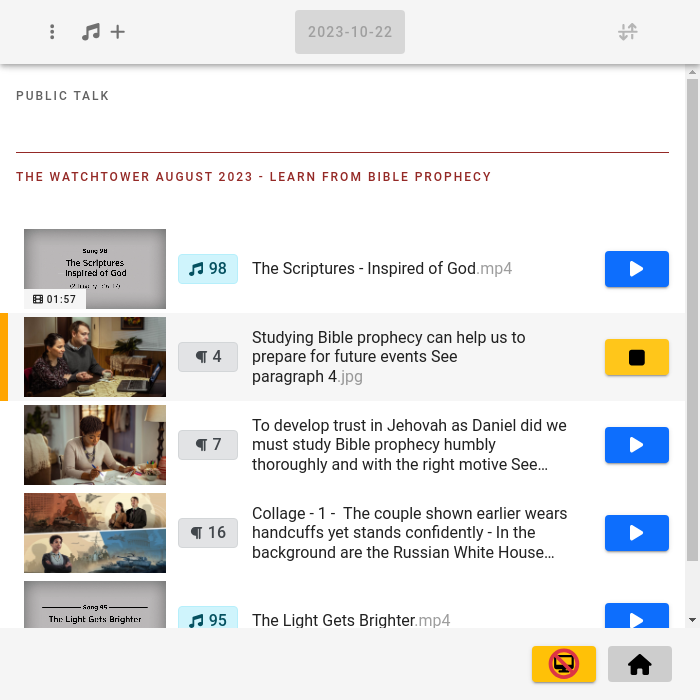 2023-10-22
PUBLIC TALK
THE WATCHTOWER AUGUST 2023 - LEARN FROM BIBLE PROPHECY
Song 98
The Scriptures
Inspired of God
(2 Timothy 3:16, 17)
01:57
98
The Scriptures - Inspired of God.mp4
¶ 4
Studying Bible prophecy can help us to
prepare for future events See
paragraph 4.jpg
¶ 7
To develop trust in Jehovah as Daniel did we
must study Bible prophecy humbly
thoroughly and with the right motive See…
¶ 16
Collage - 1 - The couple shown earlier wears
handcuffs yet stands confidently - In the
background are the Russian White House…
Song 95
The Light Gets Brighter
95
The Light Gets Brighter.mp4